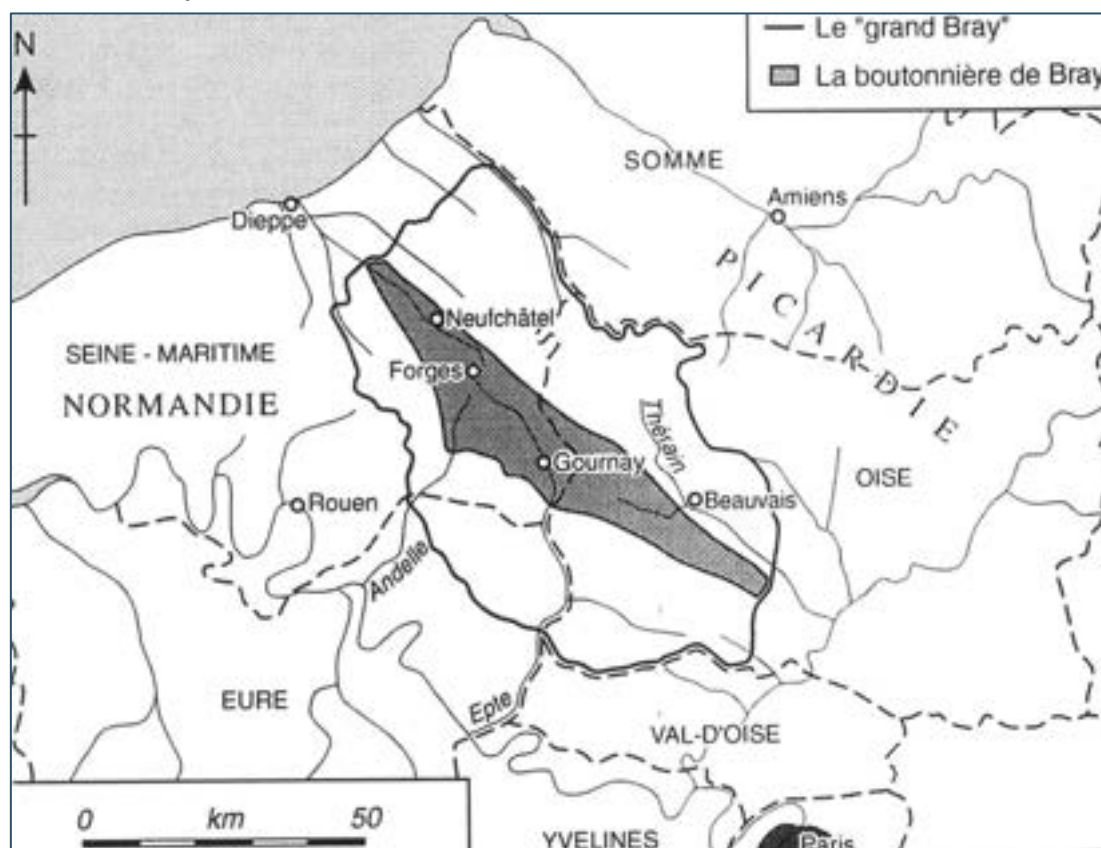 N
Le "grand Bray"
La boutonnière de Bray
SOMME
Amiens
Dieppe
PICARDIE
Neufchâtel
SEINE - MARITIME
Forges
NORMANDIE
Thérain
Gournay
OISE
Beauvais
Rouen
Andelle
EURE
Epte
VAL-D'OISE
0 km 50
YVELINES
Paris